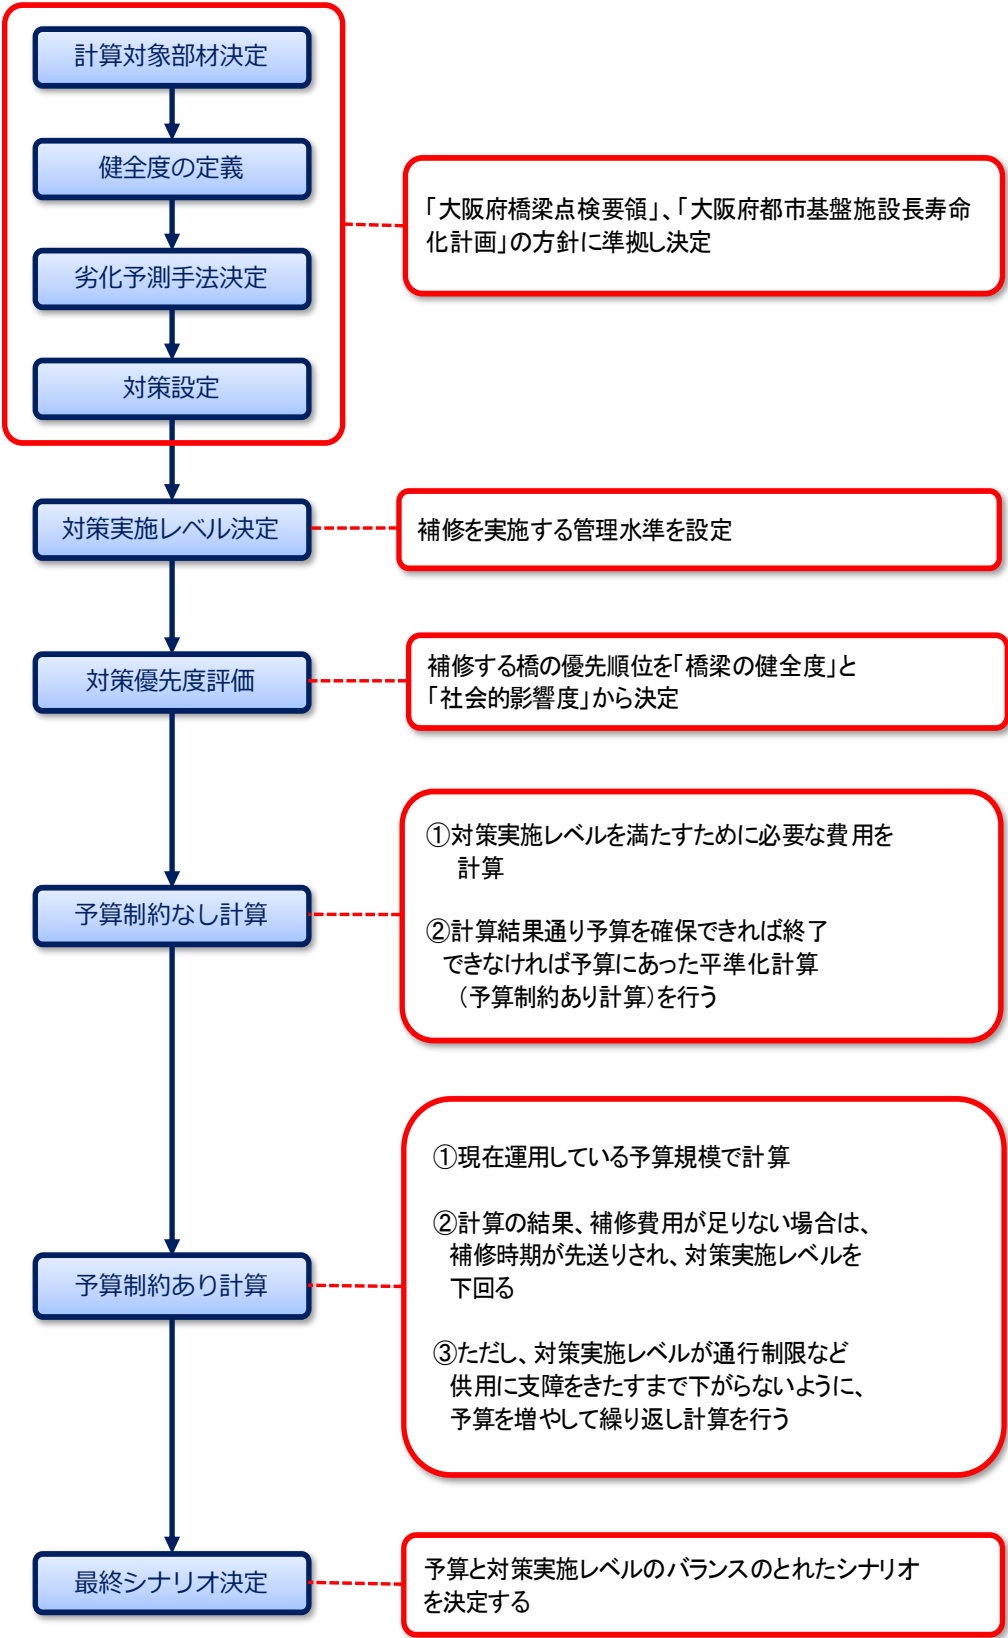 計算対象部材決定
健全度の定義
劣化予測手法決定
対策設定
「大阪府橋梁点検要領」、「大阪府都市基盤施設長寿命
化計画」の方針に準拠し決定
対策実施レベル決定
補修を実施する管理水準を設定
対策優先度評価
補修する橋の優先順位を「橋梁の健全度」と
「社会的影響度」から決定
予算制約なし計算
①対策実施レベルを満たすために必要な費用を
計算
②計算結果通り予算を確保できれば終了
できなければ予算にあった平準化計算
（予算制約あり計算）を行う
予算制約あり計算
①現在運用している予算規模で計算
②計算の結果、補修費用が足りない場合は、
補修時期が先送りされ、対策実施レベルを
下回る
③ただし、対策実施レベルが通行制限など
供用に支障をきたすまで下がらないように、
予算を増やして繰り返し計算を行う
最終シナリオ決定
予算と対策実施レベルのバランスのとれたシナリオ
を決定する